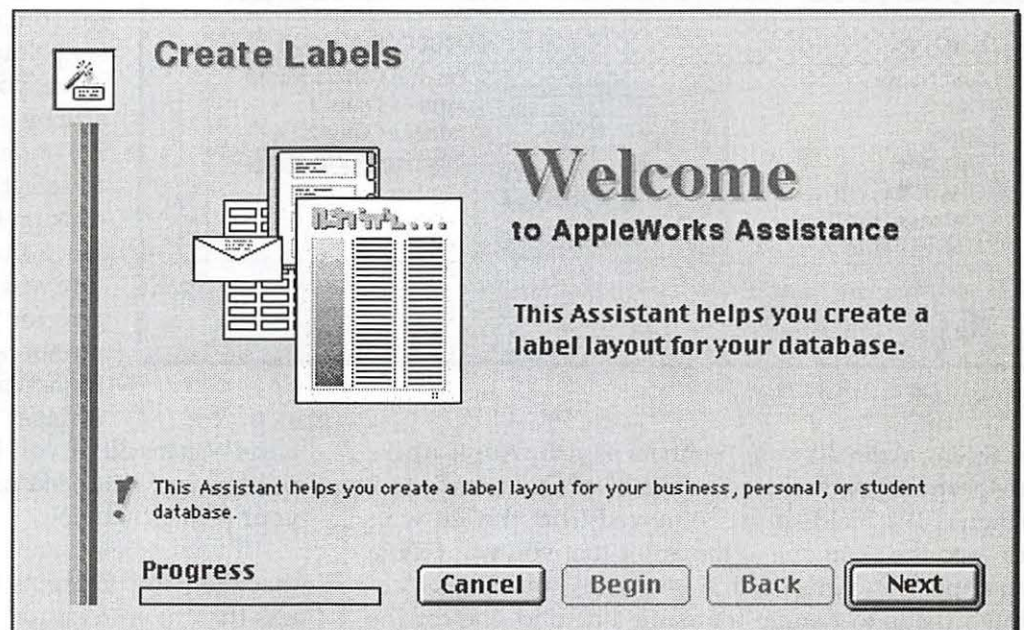 Create Labels
Welcome
to AppleWorks Assistance
This Assistant helps you create a
label layout for your database.
This Assistant helps you create a label layout for your business, personal, or student
database.
Progress
Cancel
Begin
Back
Next